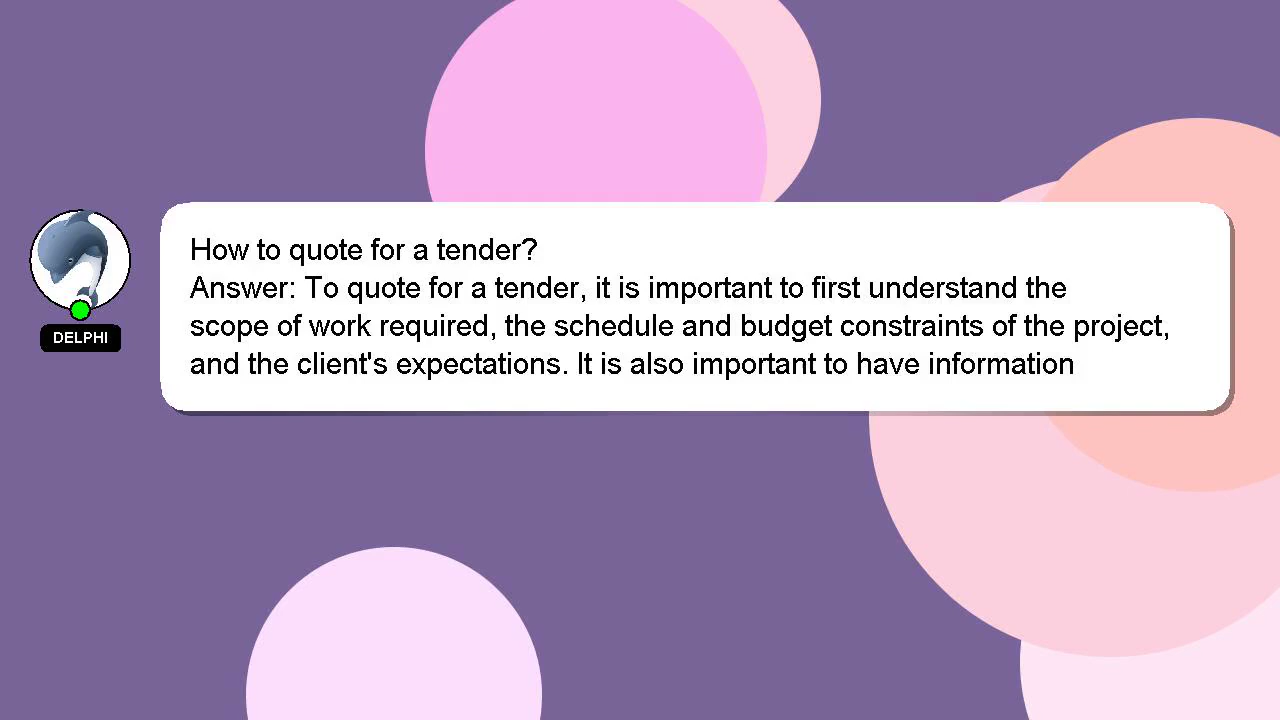 How to quote for a tender?
Answer: To quote for a tender, it is important to first understand the
scope of work required, the schedule and budget constraints of the project,
and the client's expectations. It is also important to have information
DELPHI